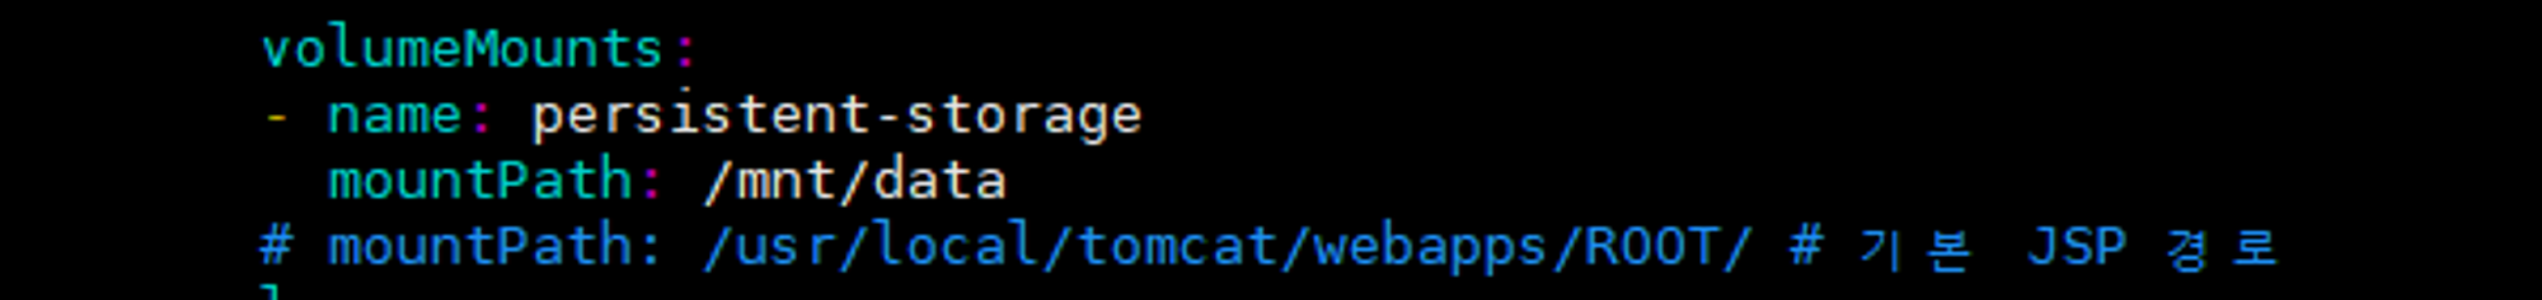 volumeMounts:
- name: persistent-storage
  mountPath: /mnt/data
# mountPath: /usr/local/tomcat/webapps/ROOT/ # 기본 JSP 경로